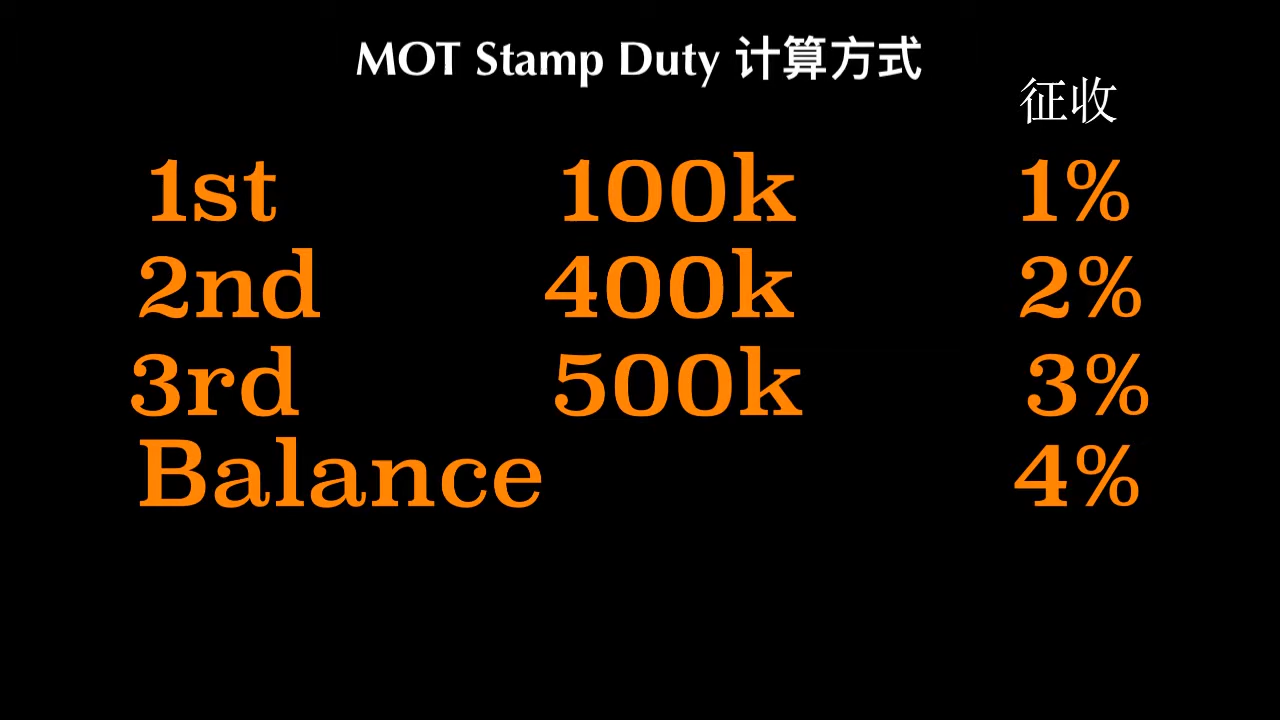 MOT Stamp Duty 计算方式
征收
1st 100k 1%
2nd 400k 2%
3rd 500k 3%
Balance 4%